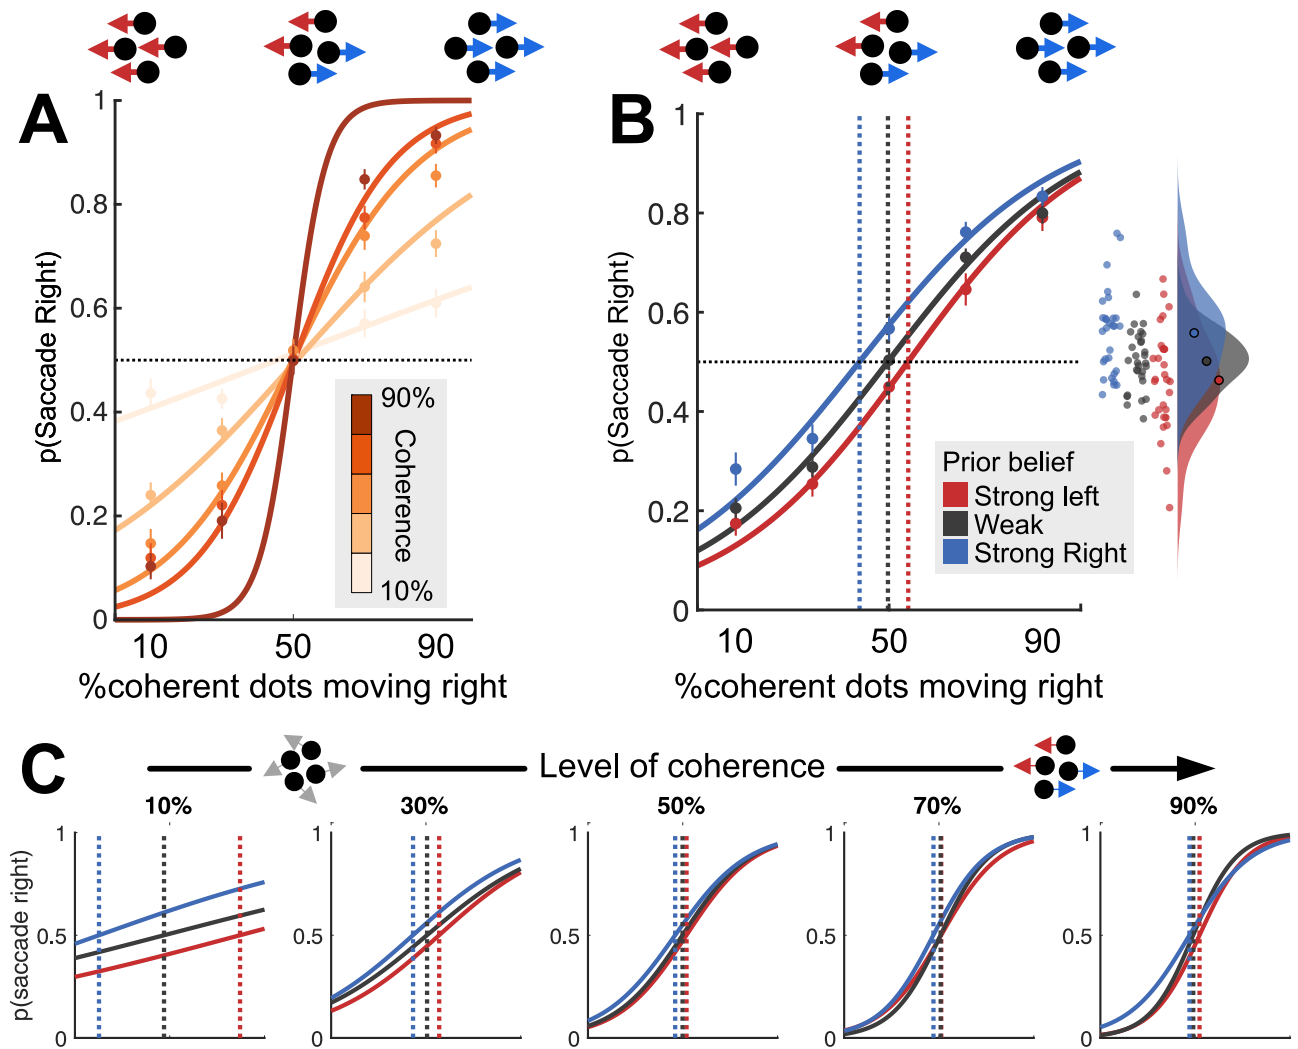 A
1
0.8
0.6
0.4
0.2
0
p(Saccade Right)
10
50
90
%coherent dots moving right
90%
Coherence
10%
B
1
0.8
0.6
0.4
0.2
0
p(Saccade Right)
10
50
90
%coherent dots moving right
Prior belief
Strong left
Weak
Strong Right
C
Level of coherence
10%
30%
50%
70%
90%
p(saccade right)
1
0.5
0
1
0.5
0
1
0.5
0
1
0.5
0
1
0.5
0